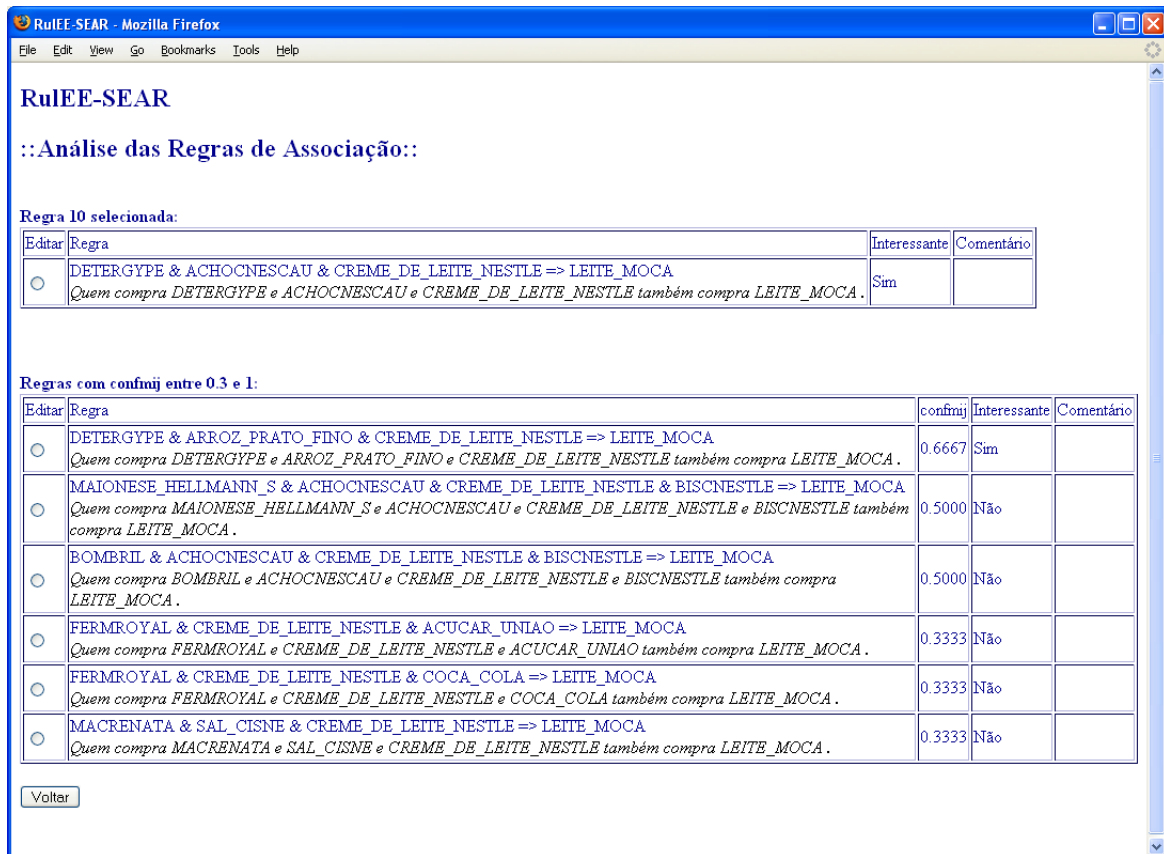 RulEE-SEAR - Mozilla Firefox
File Edit View Go Bookmarks Tools Help
RulEE-SEAR
::Análise das Regras de Associação::
Regra 10 selecionada:
Editar Regra Interessante Comentário
DETERGYPE & ACHOCNESCAU & CREME_DE_LEITE_NESTLE => LEITE_MOCA
Quem compra DETERGYPE e ACHOCNESCAU e CREME_DE_LEITE_NESTLE também compra LEITE_MOCA . Sim
Regras com confmij entre 0.3 e 1:
Editar Regra confmij Interessante Comentário
DETERGYPE & ARROZ_PRATO_FINO & CREME_DE_LEITE_NESTLE => LEITE_MOCA
Quem compra DETERGYPE e ARROZ_PRATO_FINO e CREME_DE_LEITE_NESTLE também compra LEITE_MOCA . 0.6667 Sim
MAIONESE_HELLMANN_S & ACHOCNESCAU & CREME_DE_LEITE_NESTLE & BISCNESTLE => LEITE_MOCA
Quem compra MAIONESE_HELLMANN_S e ACHOCNESCAU e CREME_DE_LEITE_NESTLE e BISCNESTLE também 0.5000 Não
compra LEITE_MOCA .
BOMBRIL & ACHOCNESCAU & CREME_DE_LEITE_NESTLE & BISCNESTLE => LEITE_MOCA
Quem compra BOMBRIL e ACHOCNESCAU e CREME_DE_LEITE_NESTLE e BISCNESTLE também compra 0.5000 Não
LEITE_MOCA .
FERMROYAL & CREME_DE_LEITE_NESTLE & ACUCAR_UNIAO => LEITE_MOCA
Quem compra FERMROYAL e CREME_DE_LEITE_NESTLE e ACUCAR_UNIAO também compra LEITE_MOCA . 0.3333 Não
FERMROYAL & CREME_DE_LEITE_NESTLE & COCA_COLA => LEITE_MOCA
Quem compra FERMROYAL e CREME_DE_LEITE_NESTLE e COCA_COLA também compra LEITE_MOCA . 0.3333 Não
MACRENATA & SAL_CISNE & CREME_DE_LEITE_NESTLE => LEITE_MOCA
Quem compra MACRENATA e SAL_CISNE e CREME_DE_LEITE_NESTLE também compra LEITE_MOCA . 0.3333 Não
Voltar